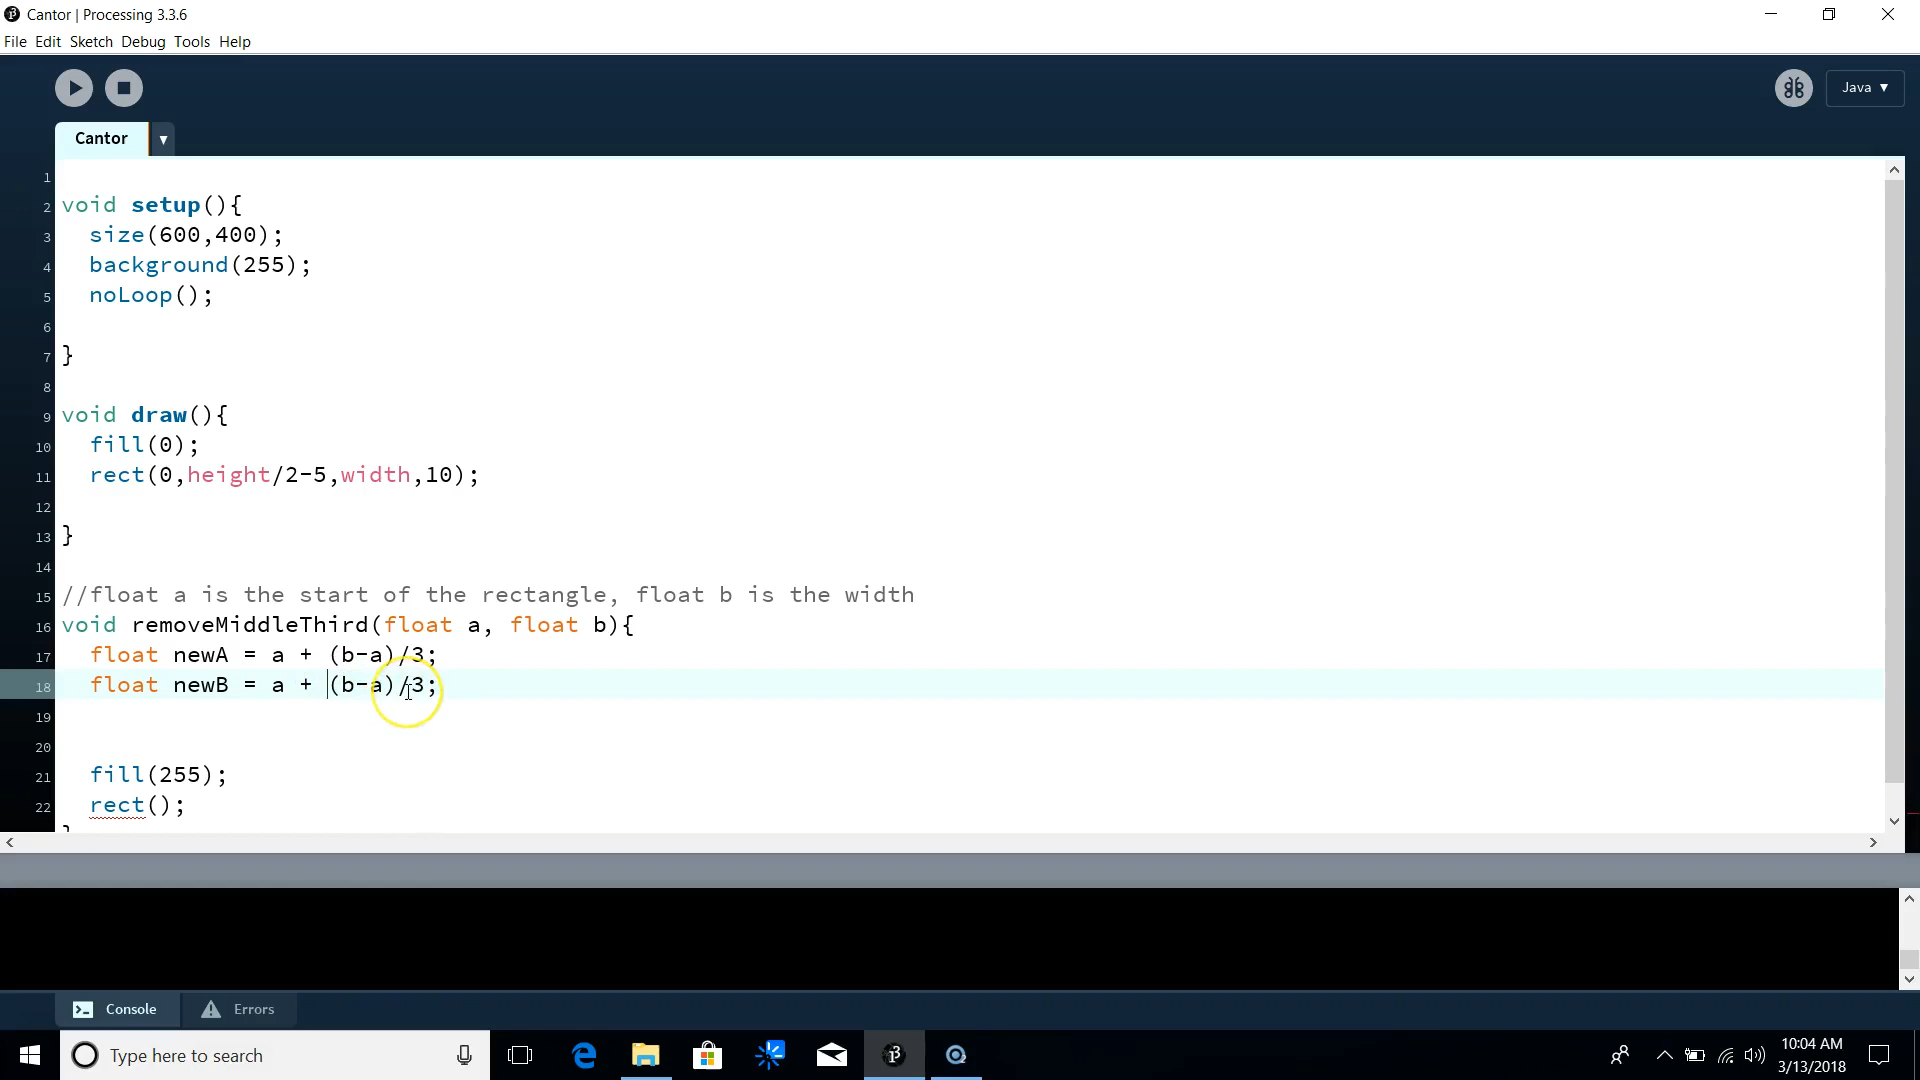 Cantor | Processing 3.3.6
File Edit Sketch Debug Tools Help
Java ▼
Cantor ▼
1
2 void setup(){
3 size(600,400);
4 background(255);
5 noLoop();
6
7 }
8
9 void draw(){
10 fill(0);
11 rect(0,height/2-5,width,10);
12
13 }
14
15 //float a is the start of the rectangle, float b is the width
16 void removeMiddleThird(float a, float b){
17 float newA = a + (b-a)/3;
18 float newB = a + (b-a)/3;
19
20
21 fill(255);
22 rect();
Console Errors
Type here to search
10:04 AM
3/13/2018